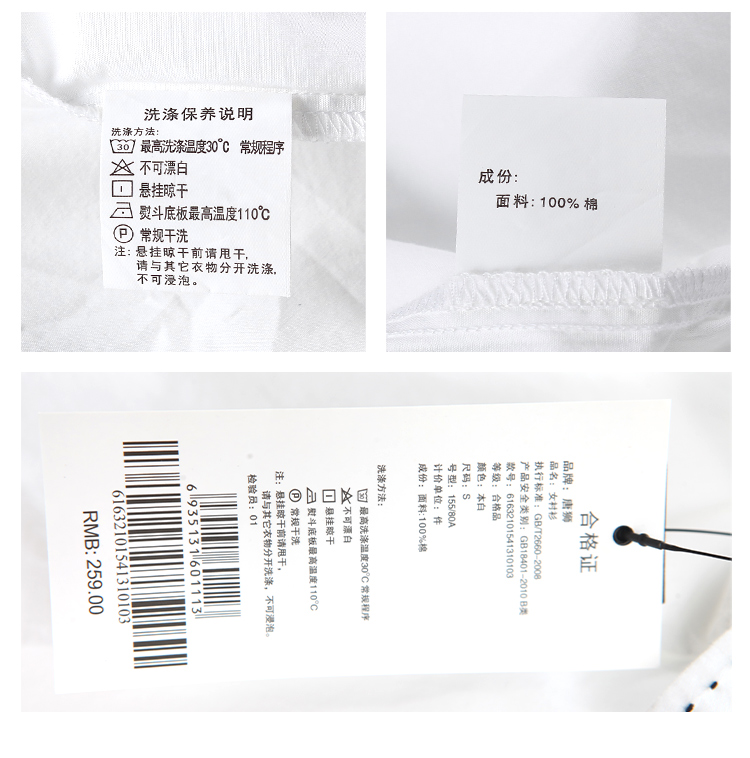 洗涤保养说明
洗涤方法:
30 最高洗涤温度30℃ 常规程序
不可漂白
悬挂晾干
熨斗底板最高温度110℃
P 常规干洗
注: 悬挂晾干前请甩干,
请与其它衣物分开洗涤,
不可浸泡。
成份:
面料: 100% 棉
合格证
品牌: 唐狮
品名: 女衬衫
执行标准: GB/T2660-2008
产品安全类别: GB18401-2010 B类
款号: 61632101541310103
等级: 合格品
颜色: 本白
尺码: S
号型: 155/80A
计价单位: 件
成份: 面料:100%棉
洗涤方法:
30 最高洗涤温度30℃ 常规程序
不可漂白
悬挂晾干
熨斗底板最高温度110℃
P 常规干洗
注: 悬挂晾干前请甩干,
请与其它衣物分开洗涤, 不可浸泡。
检验员: 01
6935131601113
61632101541310103
RMB: 259.00